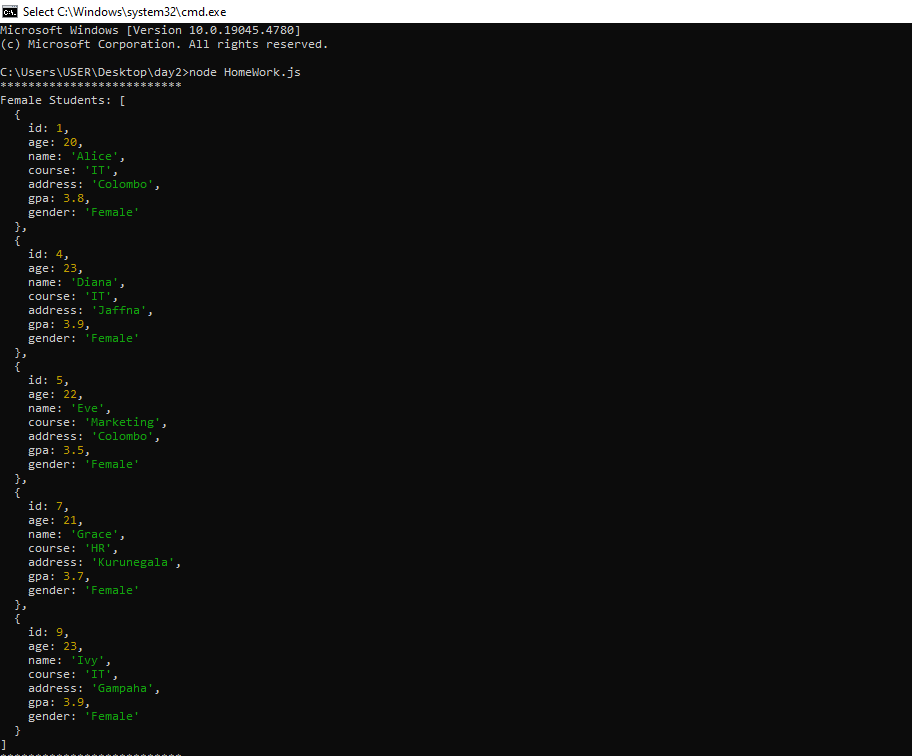 Select C:\Windows\system32\cmd.exe
Microsoft Windows [Version 10.0.19045.4780]
(c) Microsoft Corporation. All rights reserved.

C:\Users\USER\Desktop\day2>node HomeWork.js
**************************
Female Students: [
  {
    id: 1,
    age: 20,
    name: 'Alice',
    course: 'IT',
    address: 'Colombo',
    gpa: 3.8,
    gender: 'Female'
  },
  {
    id: 4,
    age: 23,
    name: 'Diana',
    course: 'IT',
    address: 'Jaffna',
    gpa: 3.9,
    gender: 'Female'
  },
  {
    id: 5,
    age: 22,
    name: 'Eve',
    course: 'Marketing',
    address: 'Colombo',
    gpa: 3.5,
    gender: 'Female'
  },
  {
    id: 7,
    age: 21,
    name: 'Grace',
    course: 'HR',
    address: 'Kurunegala',
    gpa: 3.7,
    gender: 'Female'
  },
  {
    id: 9,
    age: 23,
    name: 'Ivy',
    course: 'IT',
    address: 'Gampaha',
    gpa: 3.9,
    gender: 'Female'
  }
]
**************************